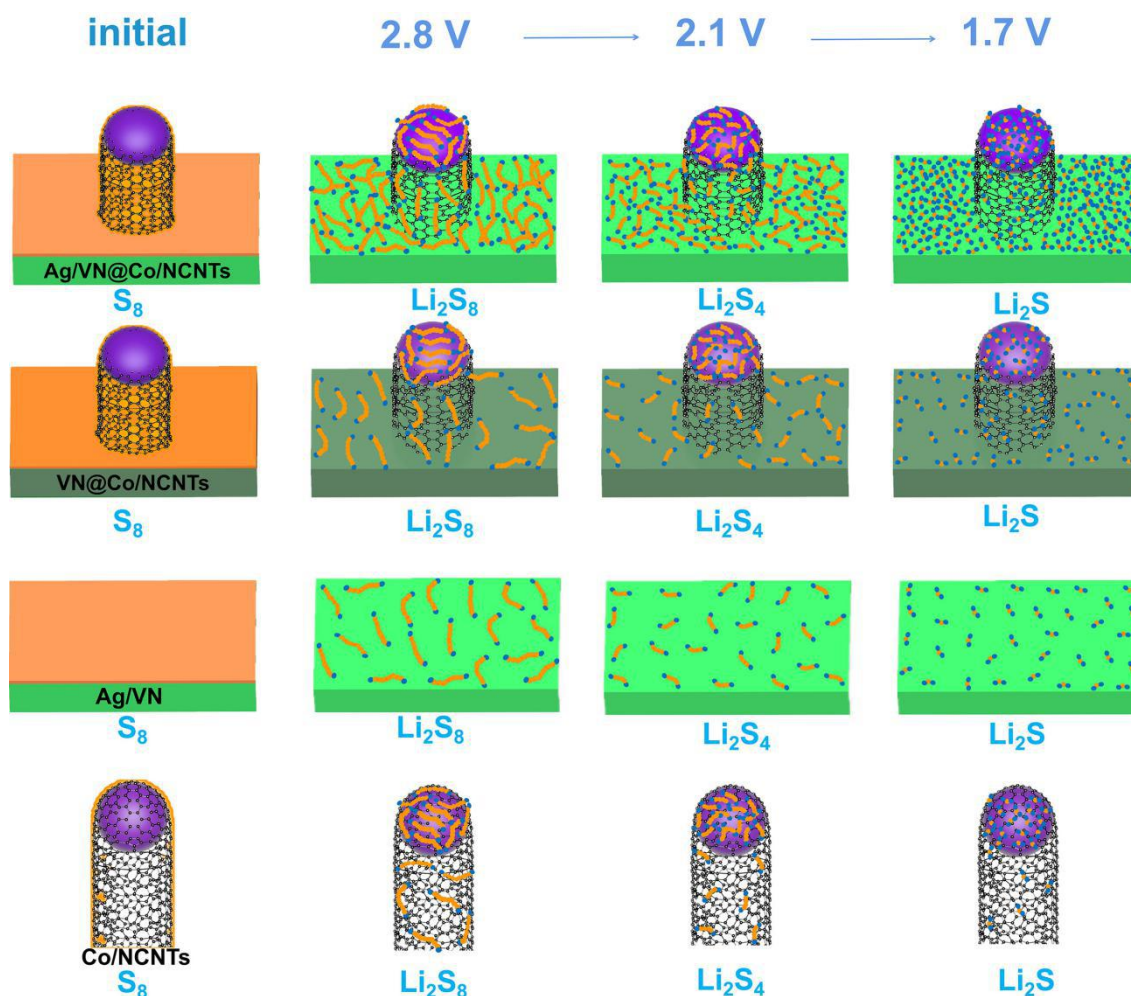 initial 2.8 V 2.1 V 1.7 V
Ag/VN@Co/NCNTs
S₈ Li₂S₈ Li₂S₄ Li₂S
VN@Co/NCNTs
S₈ Li₂S₈ Li₂S₄ Li₂S
Ag/VN
S₈ Li₂S₈ Li₂S₄ Li₂S
Co/NCNTs
S₈ Li₂S₈ Li₂S₄ Li₂S